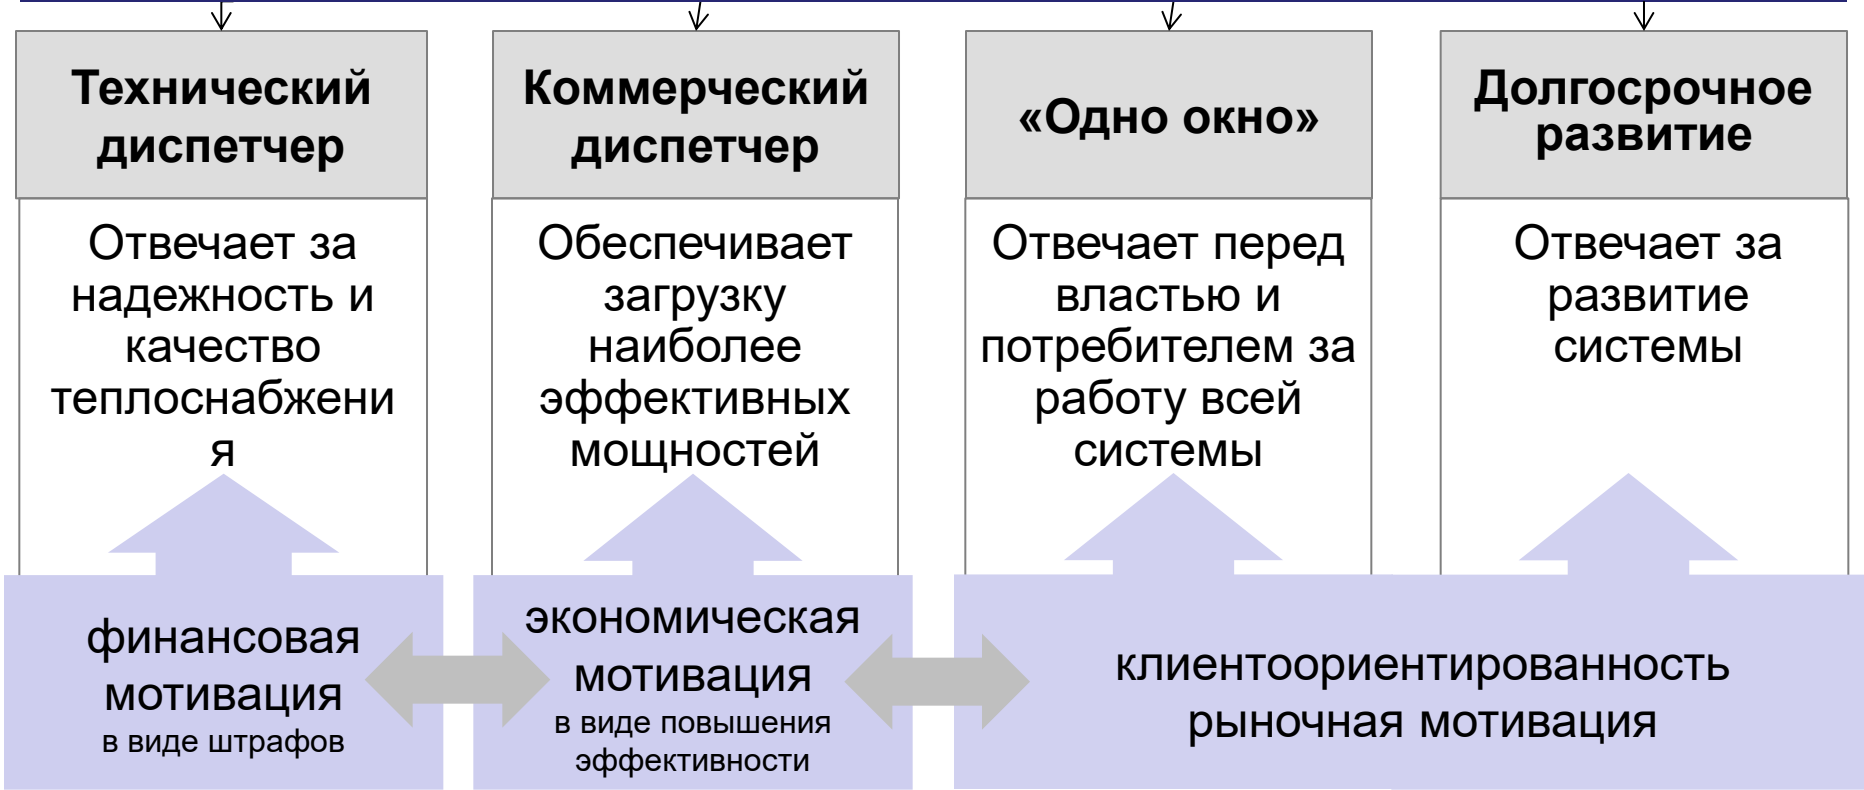 Технический
диспетчер
Отвечает за
надежность и
качество
теплоснабжени
я
финансовая
мотивация
в виде штрафов
Коммерческий
диспетчер
Обеспечивает
загрузку
наиболее
эффективных
мощностей
экономическая
мотивация
в виде повышения
эффективности
«Одно окно»
Отвечает перед
властью и
потребителем за
работу всей
системы
Долгосрочное
развитие
Отвечает за
развитие
системы
клиентоориентированность
рыночная мотивация